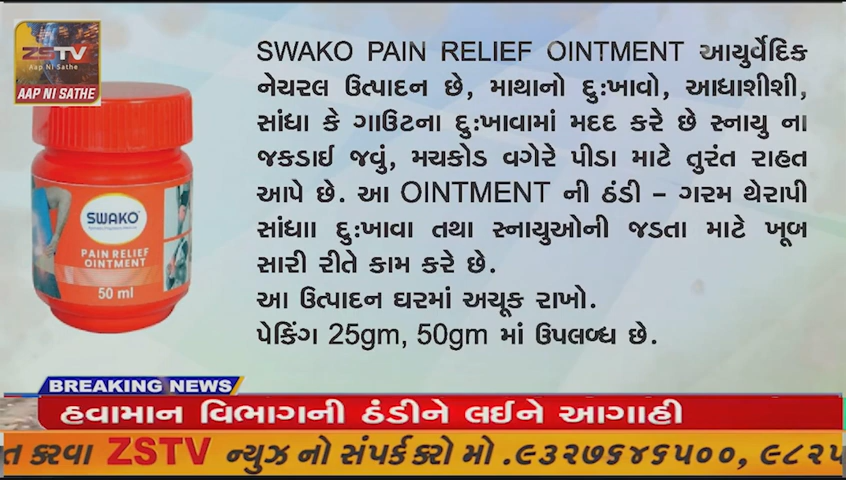 ZSTV
Aap Ni Sathe
AAP NI SATHE
SWAKO PAIN RELIEF OINTMENT આયુર્વેદિક
નેચરલ ઉત્પાદન છે, માથાનો દુઃખાવો, આધાશીશી,
સાંધા કે ગાઉટના દુઃખાવામાં મદદ કરે છે સ્નાયુ ના
જકડાઈ જવું, મચકોડ વગેરે પીડા માટે તુરંત રાહત
આપે છે. આ OINTMENT ની ઠંડી – ગરમ થેરાપી
સાંધાા દુઃખાવા તથા સ્નાયુઓની જડતા માટે ખૂબ
સારી રીતે કામ કરે છે.
આ ઉત્પાદન ઘરમાં અચૂક રાખો.
પેકિંગ 25gm, 50gm માં ઉપલબ્ધ છે.
SWAKO
PAIN RELIEF
OINTMENT
50 ml
BREAKING NEWS
હવામાન વિભાગની ઠંડીને લઈને આગાહી
ત કરવા ZSTV ન્યુઝ નો સંપર્ક કરો મો .૯૩૨૭૬૪૬૫૦૦, ૯૮૨૫